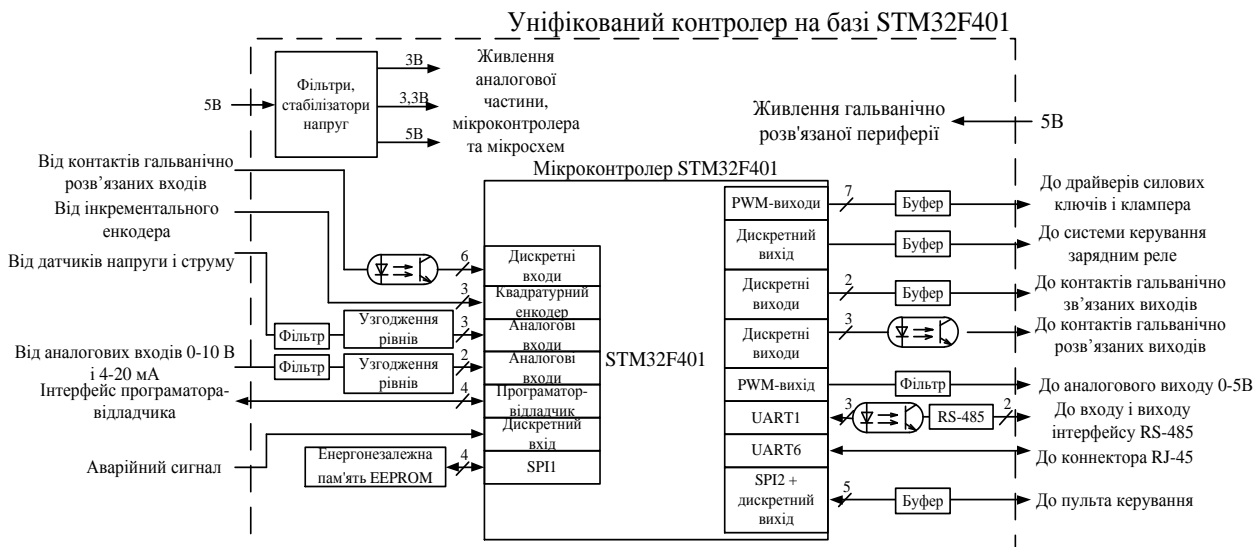 Уніфікований контролер на базі STM32F401
5В
Фільтри,
стабілізатори
напруг
3В
3,3В
5В
Живлення
аналогової
частини,
мікроконтролера
та мікросхем
Живлення гальванічно
розв'язаної периферії
5В
Від контактів гальванічно
розв’язаних входів
Від інкрементального
енкодера
Від датчиків напруги і струму
Від аналогових входів 0-10 В
і 4-20 мА
Інтерфейс програматора-
відладчика
Аварійний сигнал
Фільтр
Узгодження
рівнів
Фільтр
Узгодження
рівнів
Енергонезалежна
пам'ять EEPROM
6
3
3
2
4
4
Мікроконтролер STM32F401
Дискретні
входи
Квадратурний
енкодер
Аналогові
входи
Аналогові
входи
Програматор-
відладчик
Дискретний
вхід
SPI1
STM32F401
PWM-виходи
Дискретний
вихід
Дискретні
виходи
Дискретні
виходи
PWM-вихід
UART1
UART6
SPI2 +
дискретний
вихід
7
Буфер
Буфер
2
Буфер
3
Фільтр
3
RS-485
2
5
Буфер
До драйверів силових
ключів і клампера
До системи керування
зарядним реле
До контактів гальванічно
зв’язаних виходів
До контактів гальванічно
розв’язаних виходів
До аналогового виходу 0-5В
До входу і виходу
інтерфейсу RS-485
До коннектора RJ-45
До пульта керування